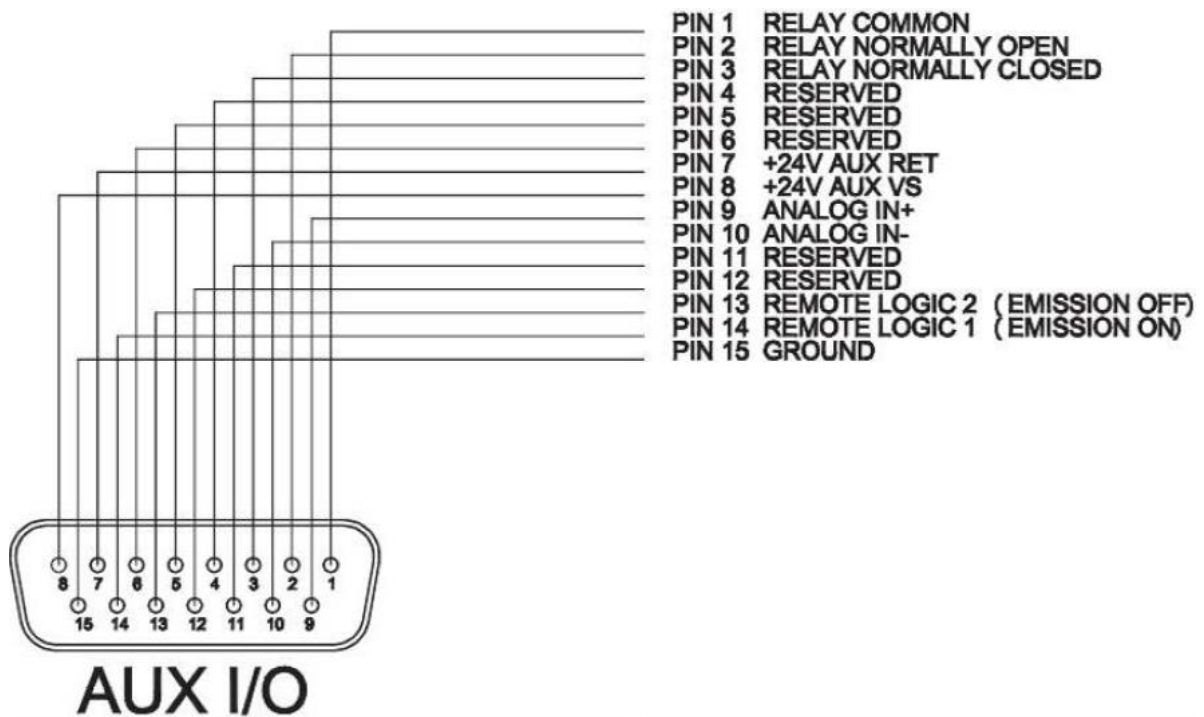 PIN 1 RELAY COMMON
PIN 2 RELAY NORMALLY OPEN
PIN 3 RELAY NORMALLY CLOSED
PIN 4 RESERVED
PIN 5 RESERVED
PIN 6 RESERVED
PIN 7 +24V AUX RET
PIN 8 +24V AUX VS
PIN 9 ANALOG IN+
PIN 10 ANALOG IN-
PIN 11 RESERVED
PIN 12 RESERVED
PIN 13 REMOTE LOGIC 2 ( EMISSION OFF)
PIN 14 REMOTE LOGIC 1 ( EMISSION ON)
PIN 15 GROUND
8 7 6 5 4 3 2 1
15 14 13 12 11 10 9
AUX I/O